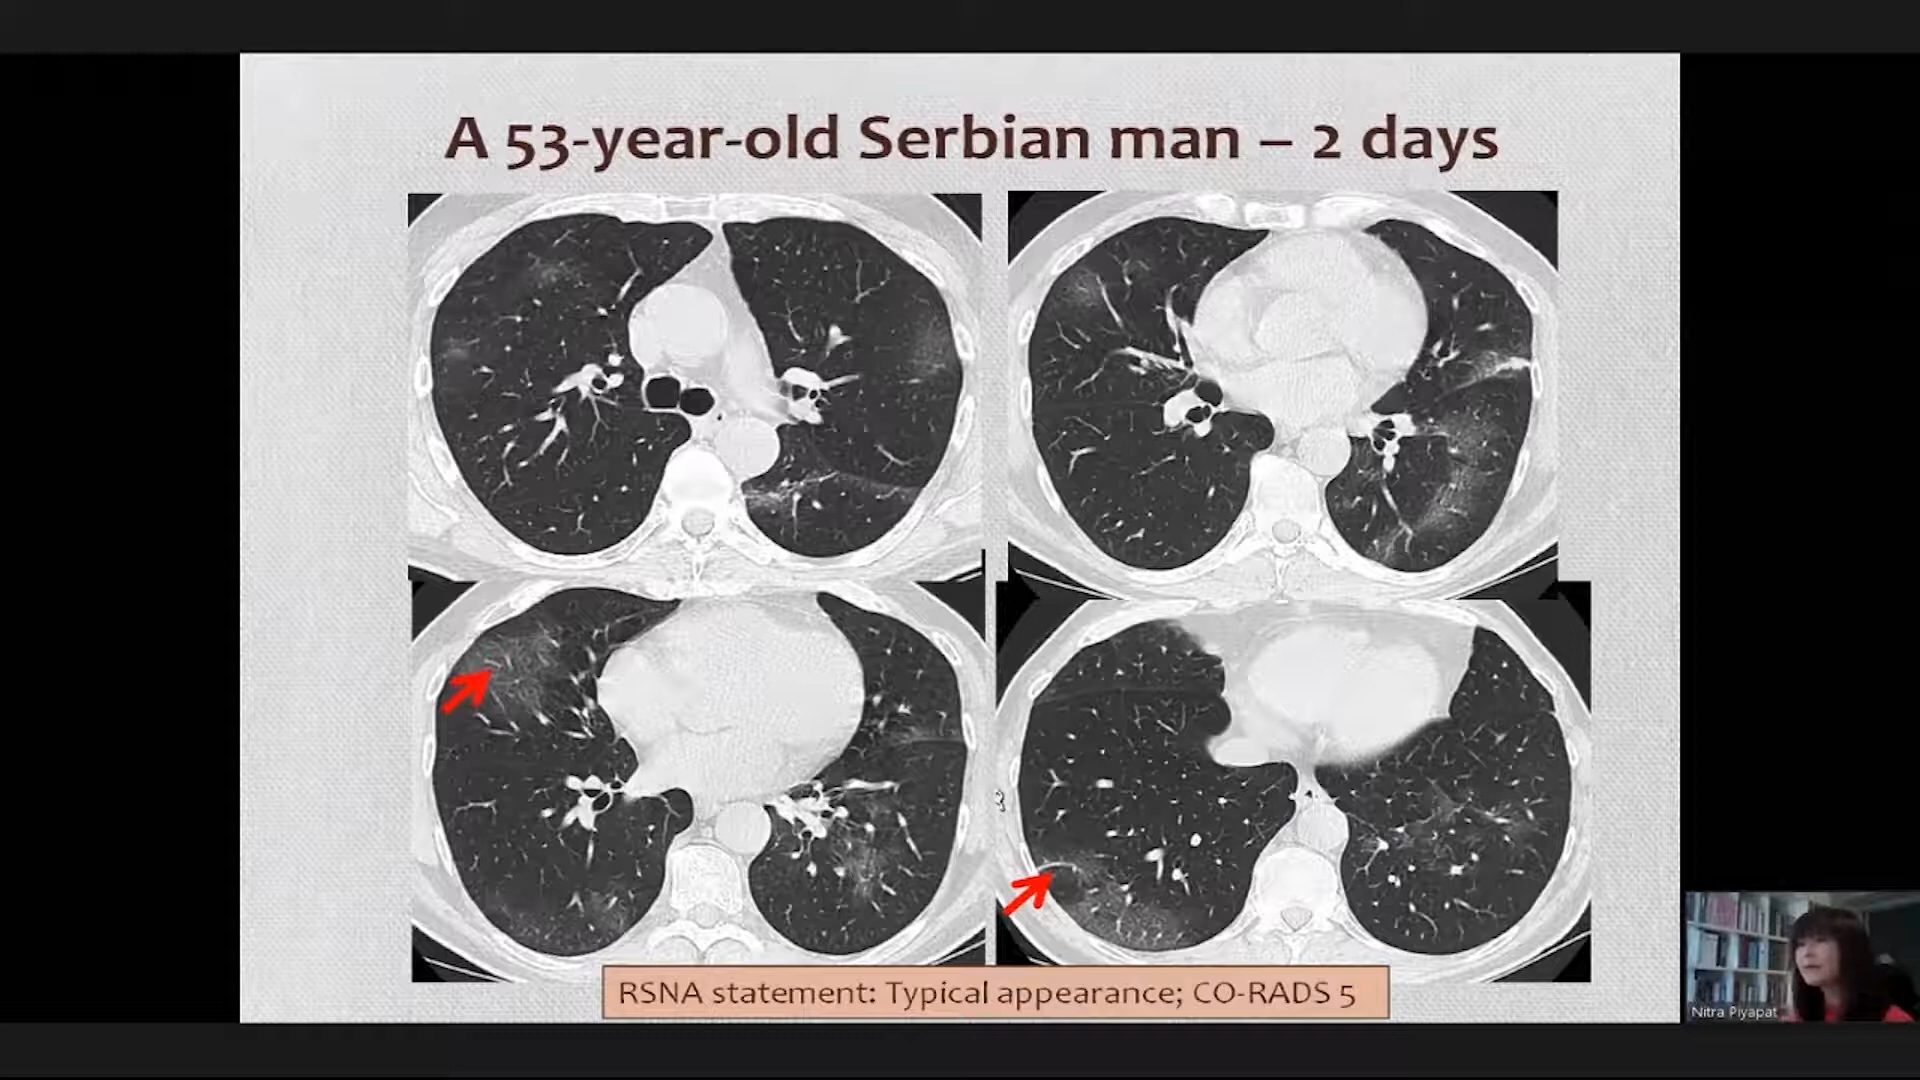 A 53-year-old Serbian man – 2 days
RSNA statement: Typical appearance; CO-RADS 5
Nitra Piyapat